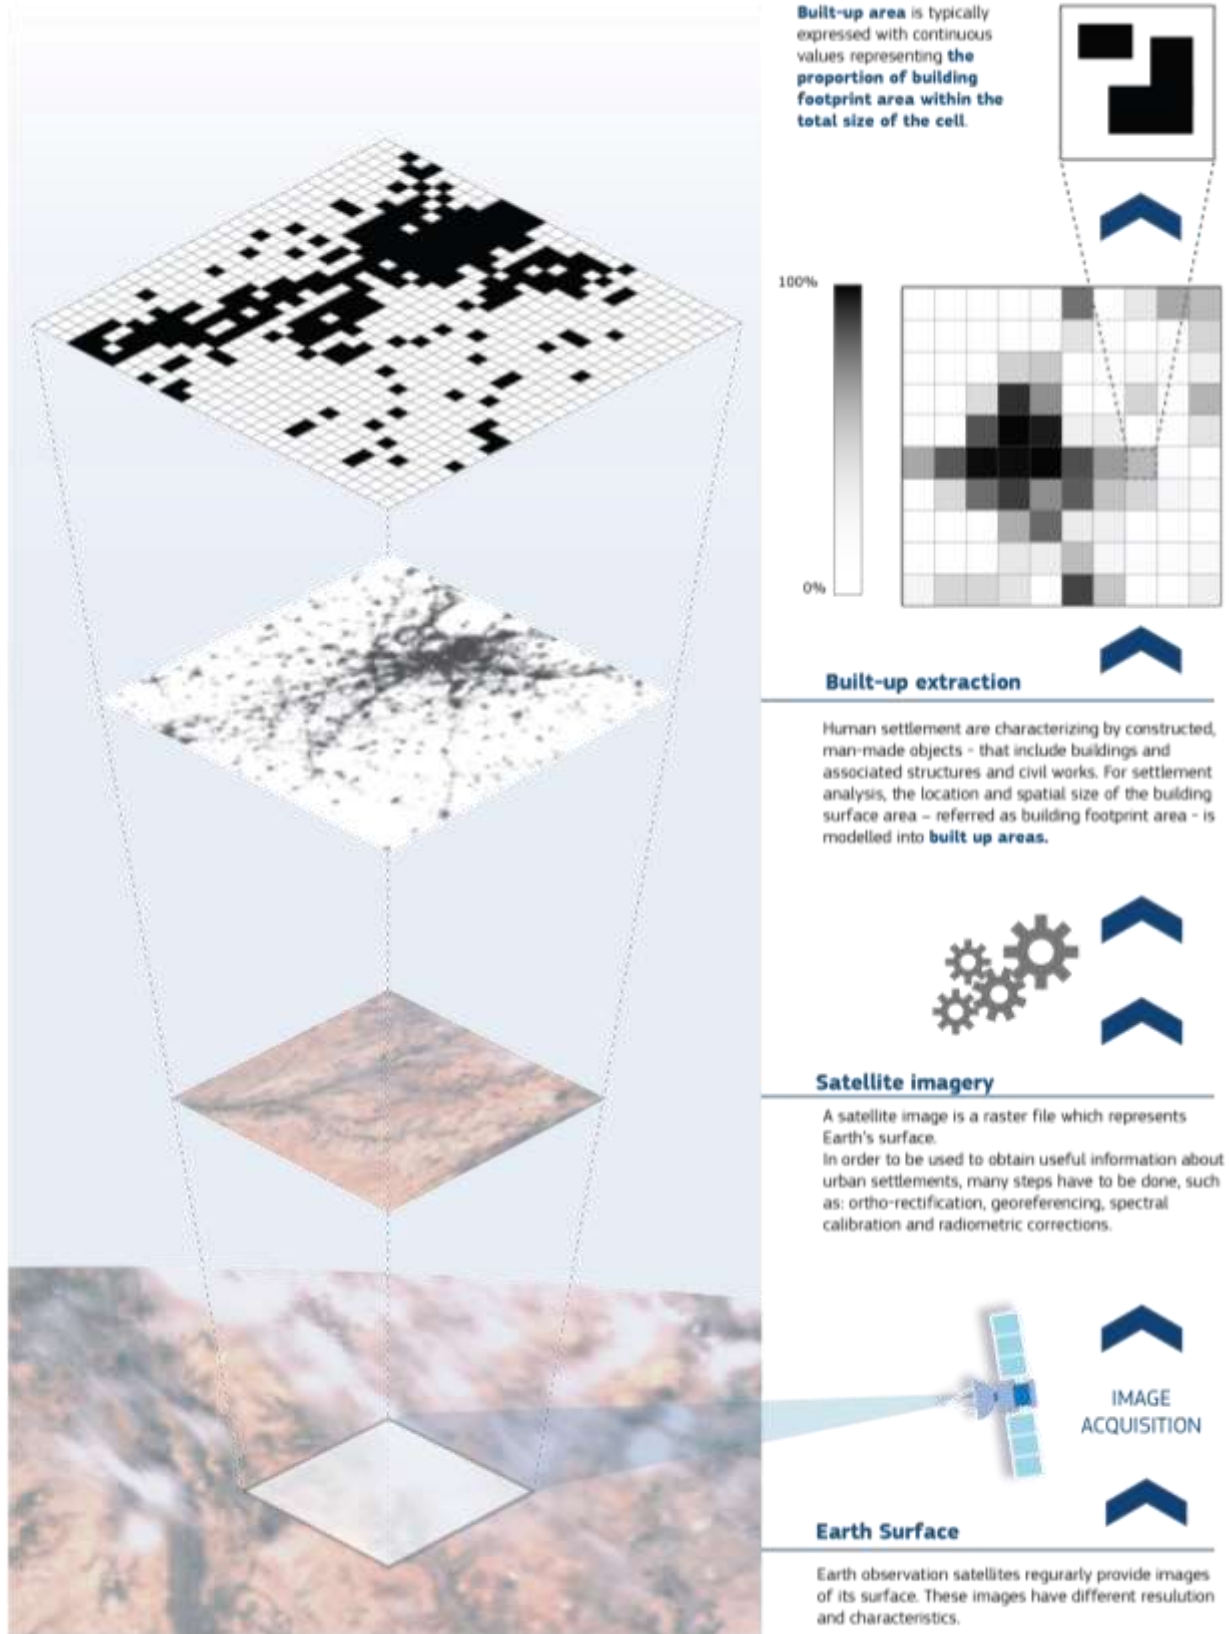 Built-up area is typically
expressed with continuous
values representing the
proportion of building
footprint area within the
total size of the cell.
100%
0%
Built-up extraction
Human settlement are characterizing by constructed,
man-made objects - that include buildings and
associated structures and civil works. For settlement
analysis, the location and spatial size of the building
surface area – referred as building footprint area - is
modelled into built up areas.
Satellite imagery
A satellite image is a raster file which represents
Earth's surface.
In order to be used to obtain useful information about
urban settlements, many steps have to be done, such
as: ortho-rectification, georeferencing, spectral
calibration and radiometric corrections.
IMAGE
ACQUISITION
Earth Surface
Earth observation satellites regurarly provide images
of its surface. These images have different resulution
and characteristics.